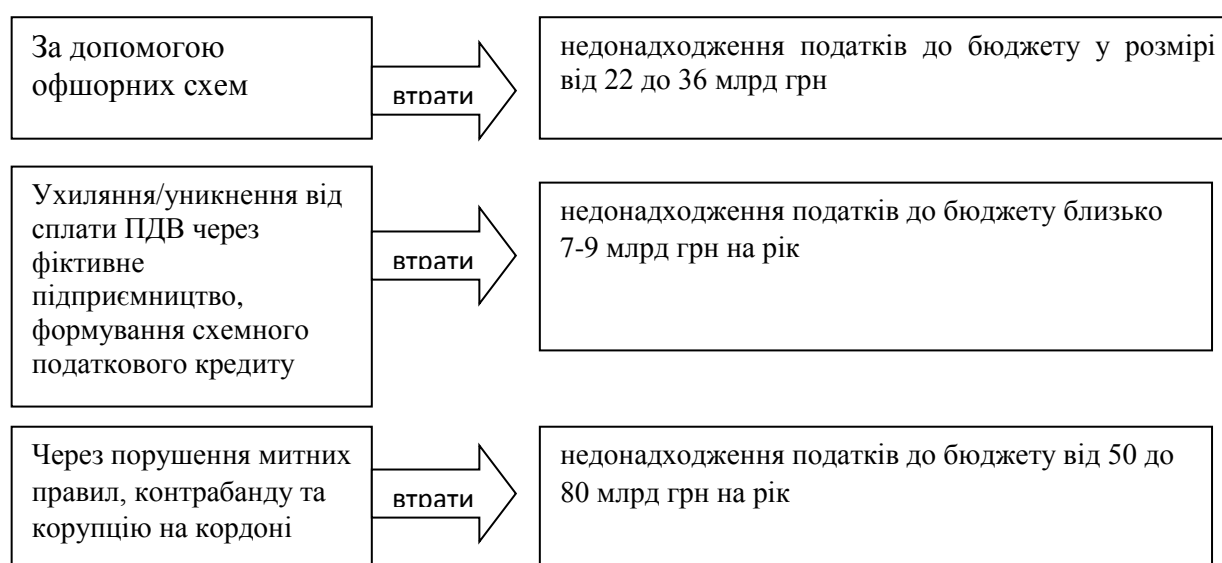 За допомогою
офшорних схем
втрати
недонадходження податків до бюджету у розмірі
від 22 до 36 млрд грн
Ухиляння/уникнення від
сплати ПДВ через
фіктивне
підприємництво,
формування схемного
податкового кредиту
втрати
недонадходження податків до бюджету близько
7-9 млрд грн на рік
Через порушення митних
правил, контрабанду та
корупцію на кордоні
втрати
недонадходження податків до бюджету від 50 до
80 млрд грн на рік